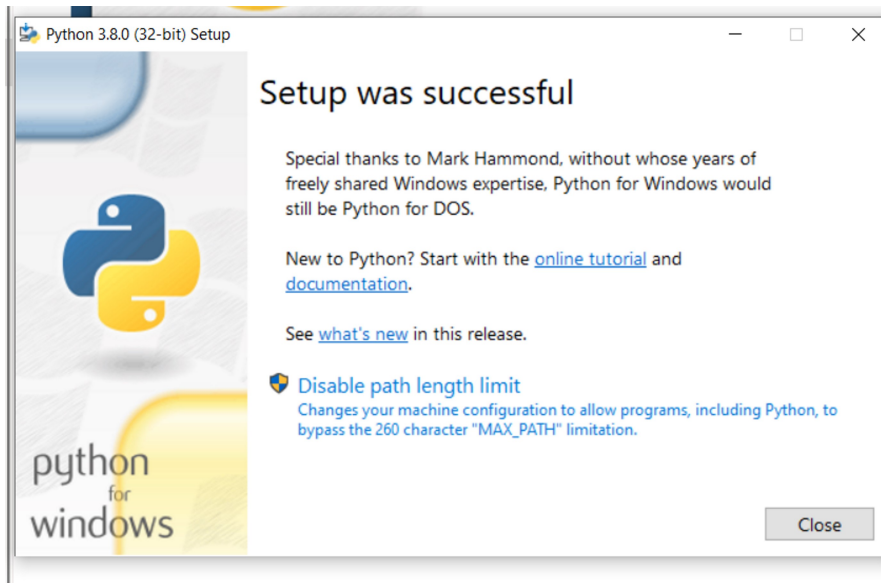 Python 3.8.0 (32-bit) Setup
Setup was successful
Special thanks to Mark Hammond, without whose years of
freely shared Windows expertise, Python for Windows would
still be Python for DOS.
New to Python? Start with the online tutorial and
documentation.
See what's new in this release.
Disable path length limit
Changes your machine configuration to allow programs, including Python, to
bypass the 260 character "MAX_PATH" limitation.
python
for
windows
Close